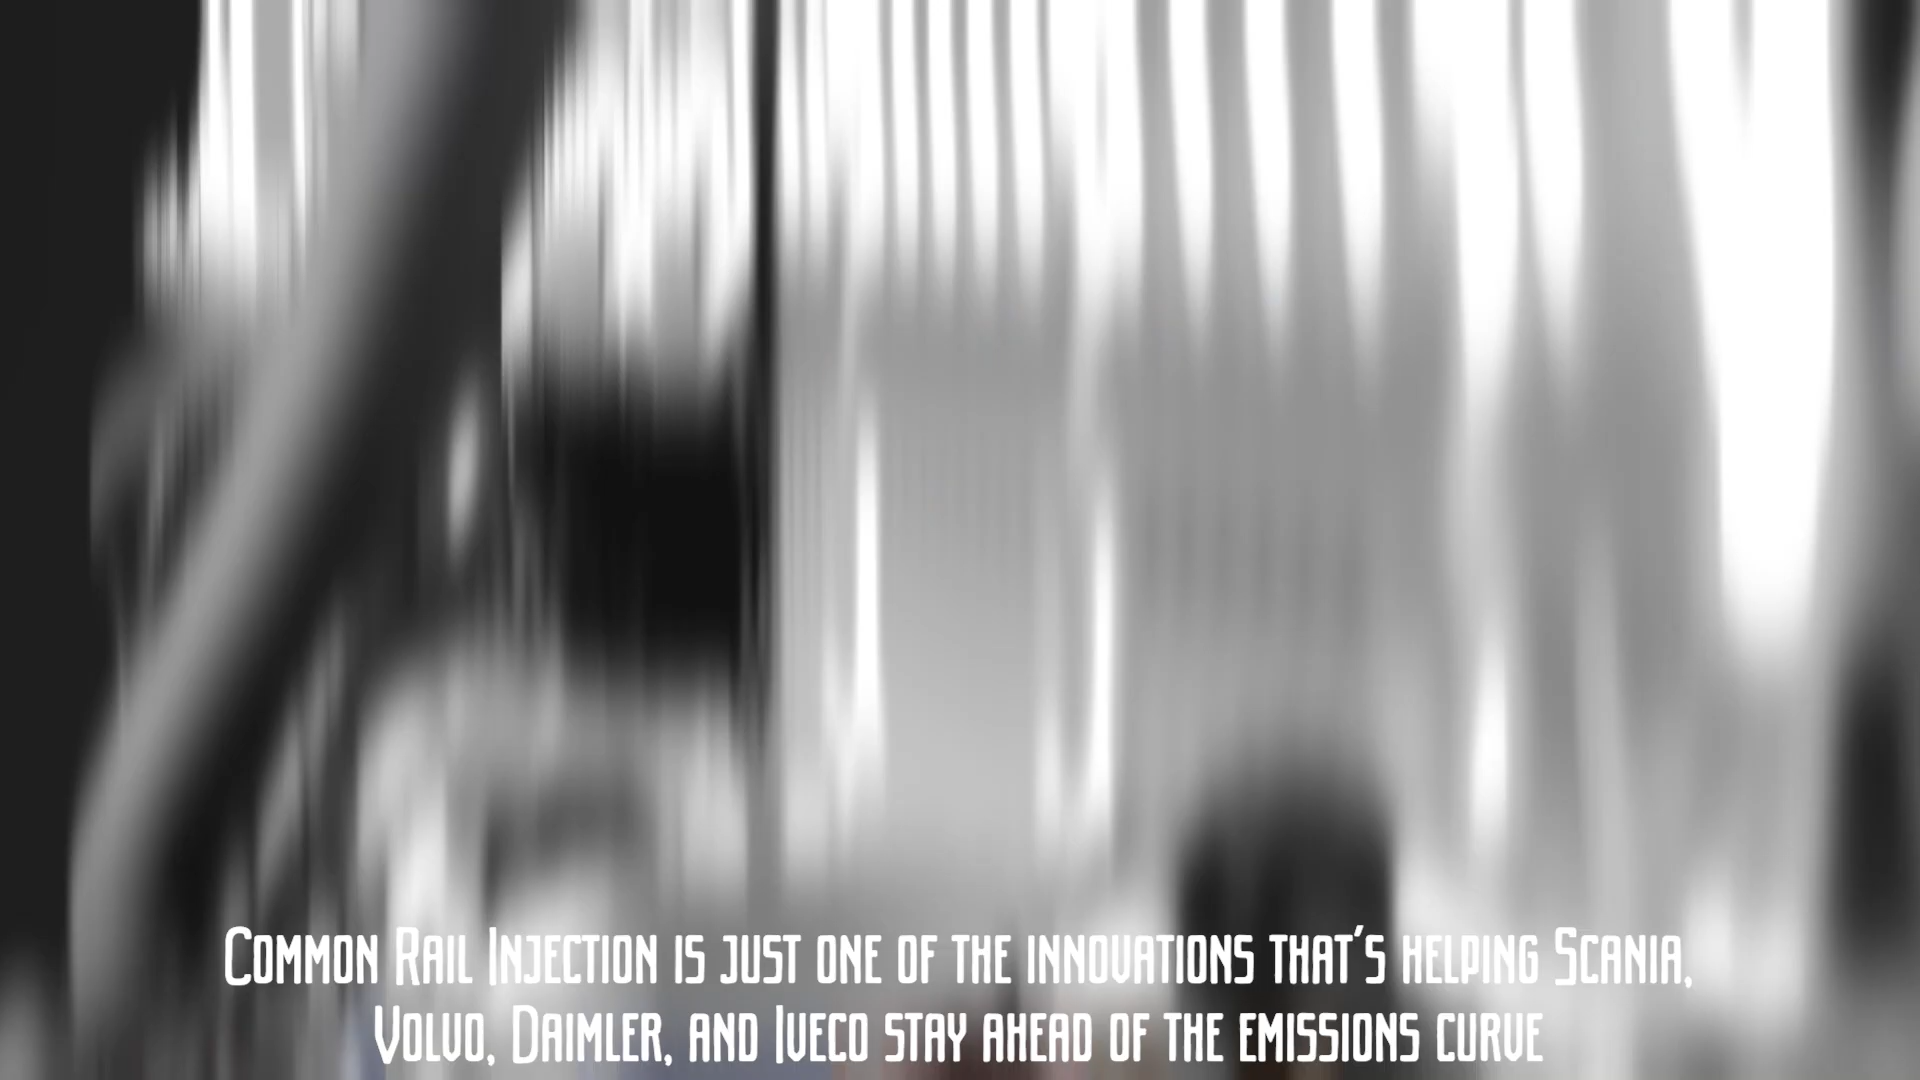 Common Rail Injection is just one of the innovations that's helping Scania,
Volvo, Daimler, and Iveco stay ahead of the emissions curve